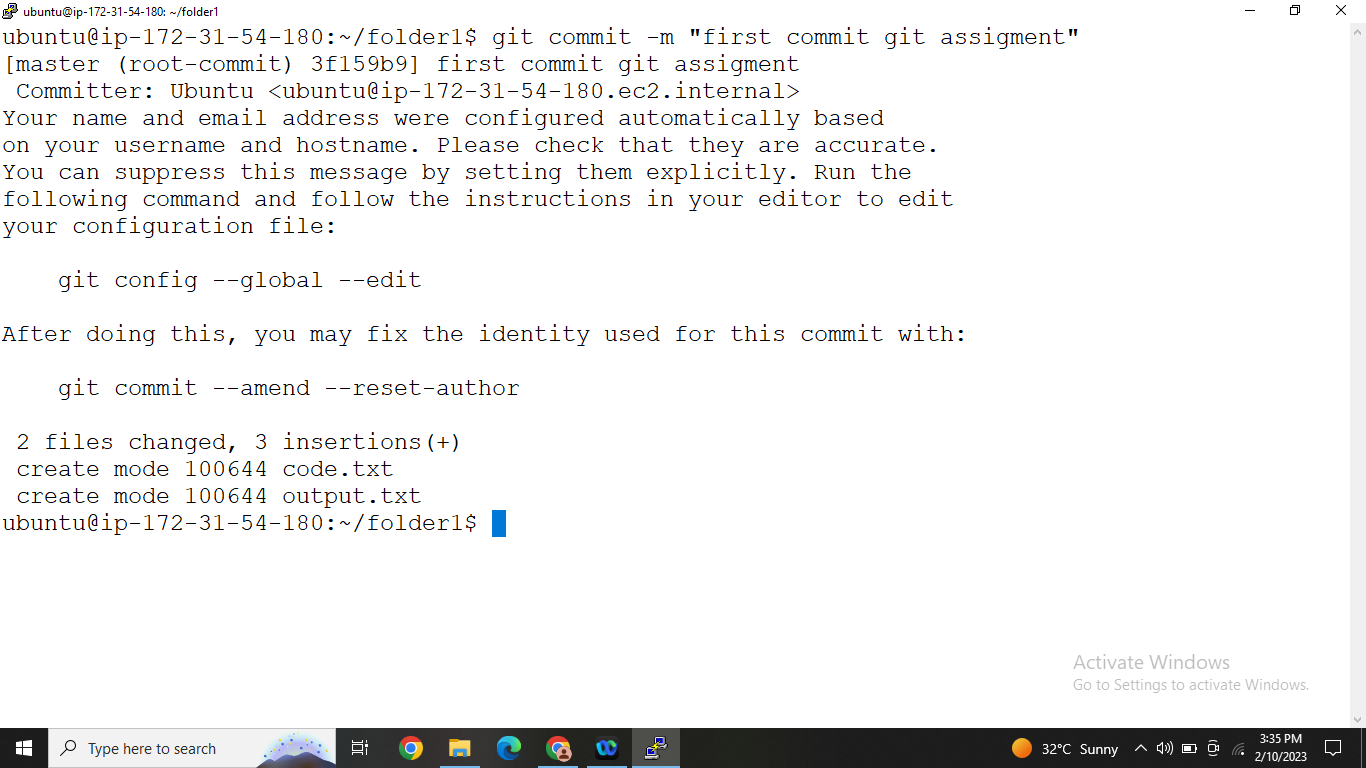 ubuntu@ip-172-31-54-180: ~/folder1
ubuntu@ip-172-31-54-180:~/folder1$ git commit -m "first commit git assigment"
[master (root-commit) 3f159b9] first commit git assigment
 Committer: Ubuntu <ubuntu@ip-172-31-54-180.ec2.internal>
Your name and email address were configured automatically based
on your username and hostname. Please check that they are accurate.
You can suppress this message by setting them explicitly. Run the
following command and follow the instructions in your editor to edit
your configuration file:

    git config --global --edit

After doing this, you may fix the identity used for this commit with:

    git commit --amend --reset-author

 2 files changed, 3 insertions(+)
 create mode 100644 code.txt
 create mode 100644 output.txt
ubuntu@ip-172-31-54-180:~/folder1$
Activate Windows
Go to Settings to activate Windows.
Type here to search
32°C Sunny
3:35 PM
2/10/2023